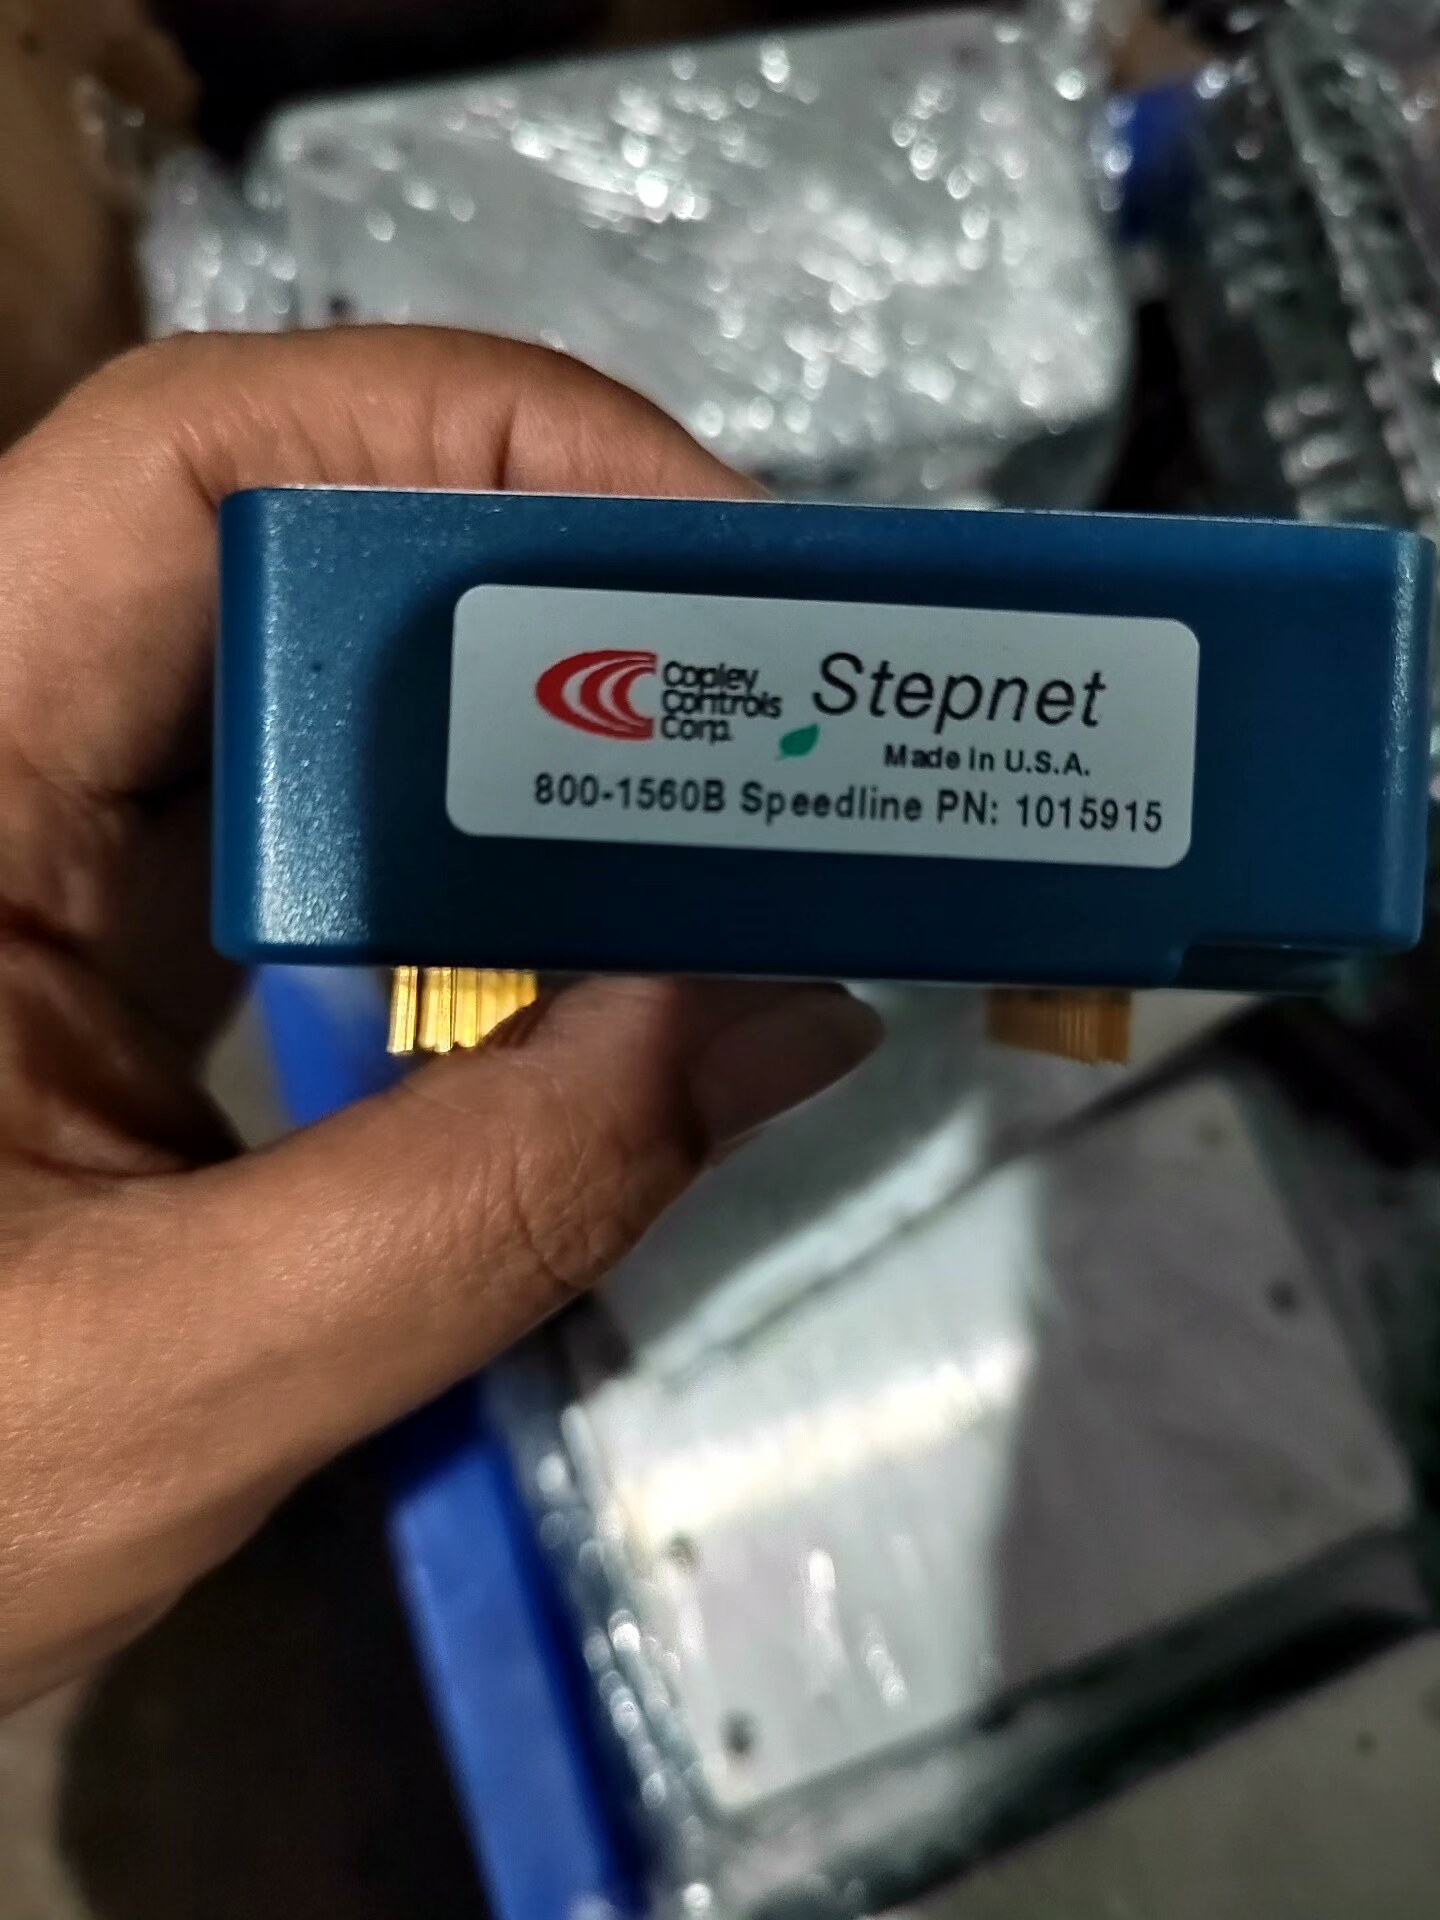 Copley
Controls
Corp.
Stepnet
Made in U.S.A.
800-1560B Speedline PN: 1015915